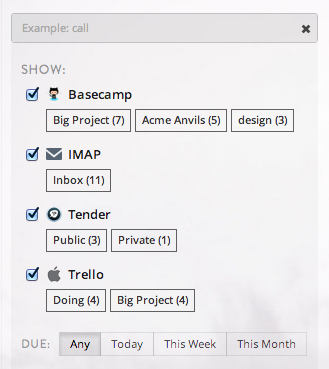 Example: call
SHOW:
Basecamp
Big Project (7) Acme Anvils (5) design (3)
IMAP
Inbox (11)
Tender
Public (3) Private (1)
Trello
Doing (4) Big Project (4)
DUE: Any Today This Week This Month